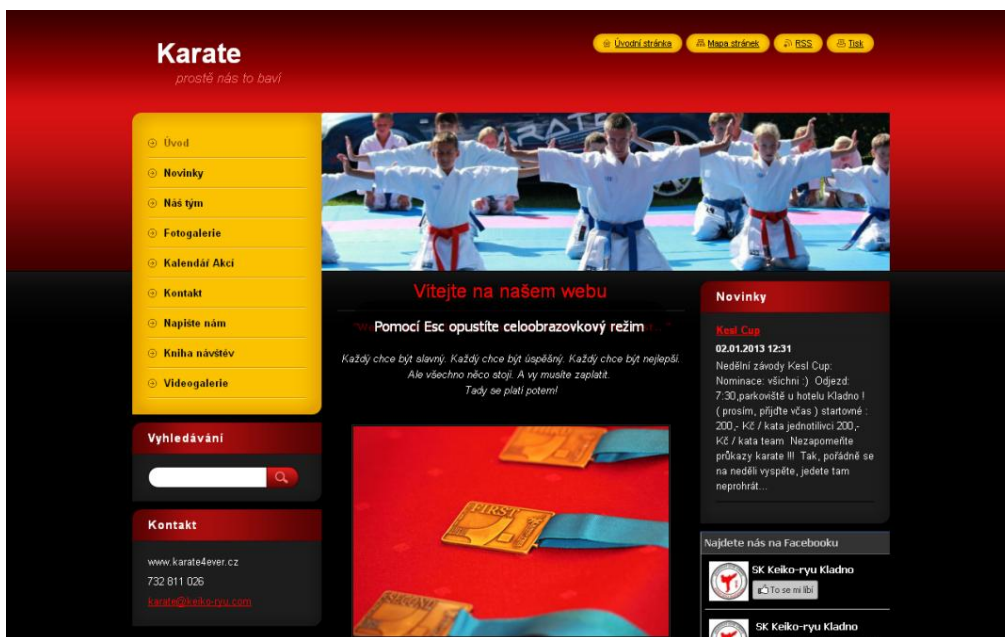 Karate
prostě nás to baví
Úvodní stránka
Mapa stránek
RSS
Tisk
Úvod
Novinky
Náš tým
Fotogalerie
Kalendář Akcí
Kontakt
Napište nám
Kniha návštěv
Videogalerie
Vyhledávání
Kontakt
www.karate4ever.cz
732 811 026
karate@keiko-ryu.com
KARATE
Vitejte na našem webu
Pomocí Esc opustíte celoobrazovkový režim
Každý chce být slavný. Každý chce být úspěšný. Každý chce být nejlepší.
Ale všechno něco stojí. A vy musíte zaplatit.
Tady se platí potem!
FIRST
SECOND
Novinky
Kesl Cup
02.01.2013 12:31
Nedělní závody Kesl Cup:
Nominace: všichni :) Odjezd:
7:30,parkoviště u hotelu Kladno !
( prosím, přijďte včas ) startovné :
200,- Kč / kata jednotlivci 200,-
Kč / kata team Nezapomeňte
průkazy karate !!! Tak, pořádně se
na neděli vyspěte, jedete tam
neprohrát...
Najdete nás na Facebooku
SK Keiko-ryu Kladno
To se mi líbí
SK Keiko-ryu Kladno